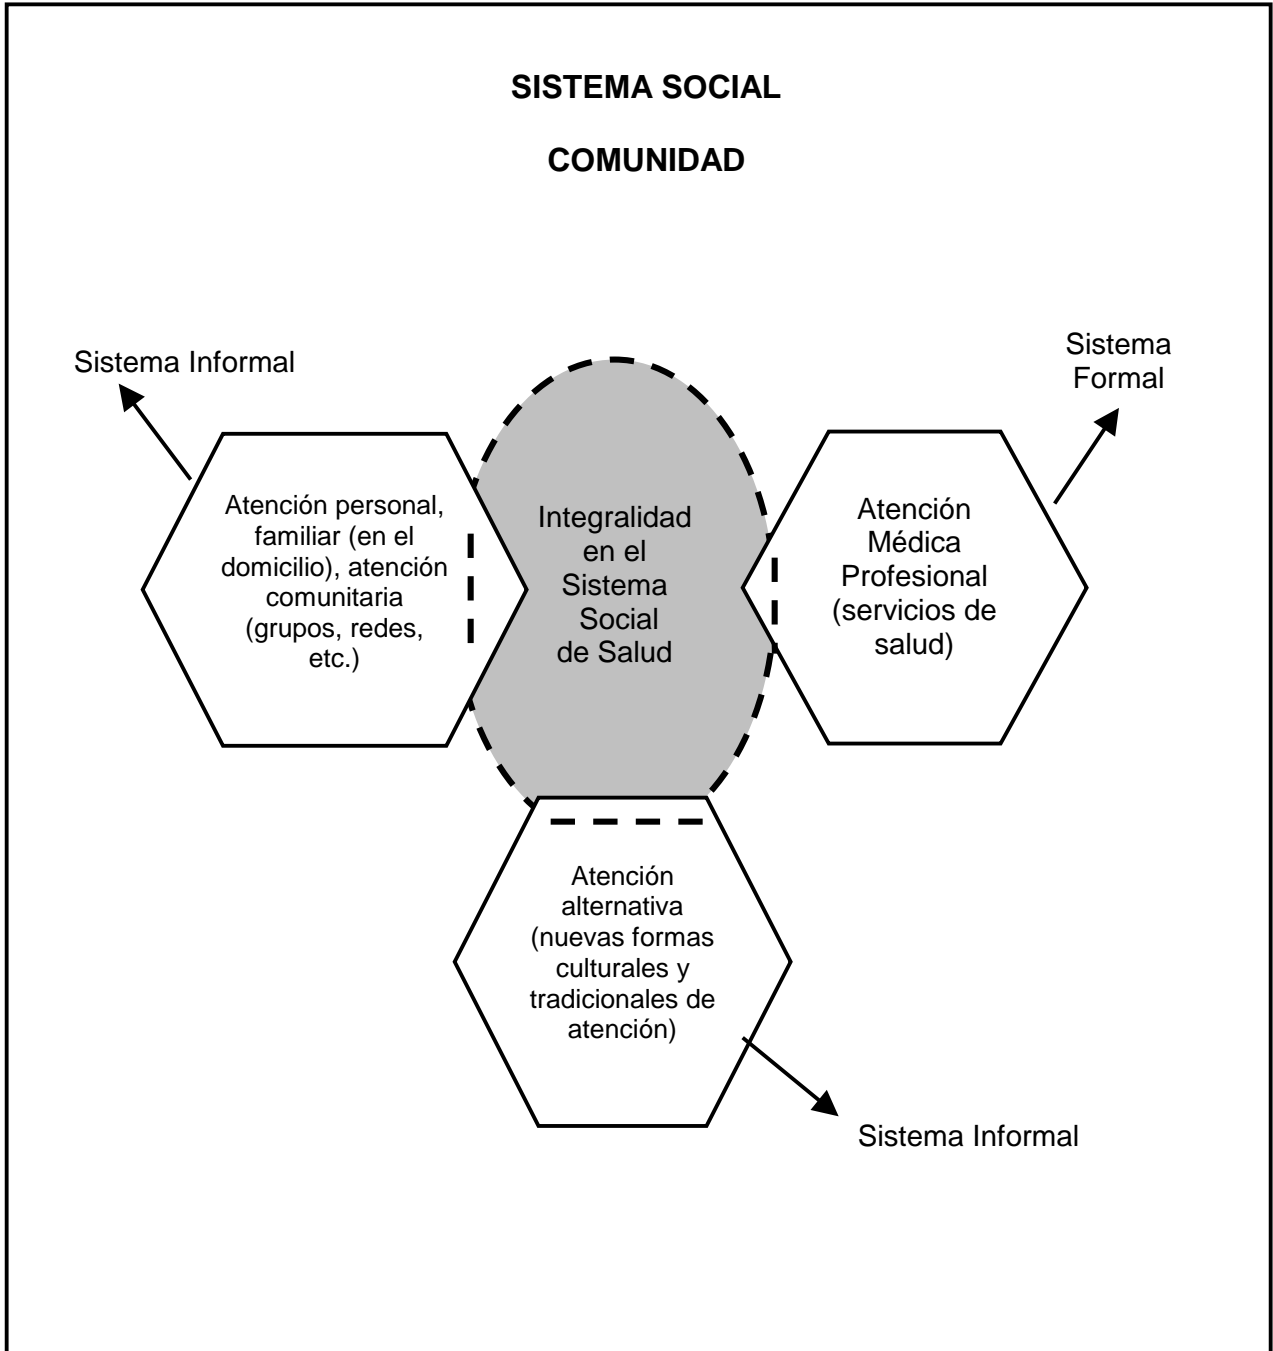 SISTEMA SOCIAL
COMUNIDAD
Sistema Informal
Sistema
Formal
Atención personal,
familiar (en el
domicilio), atención
comunitaria
(grupos, redes,
etc.)
Integralidad
en el
Sistema
Social
de Salud
Atención
Médica
Profesional
(servicios de
salud)
Atención
alternativa
(nuevas formas
culturales y
tradicionales de
atención)
Sistema Informal